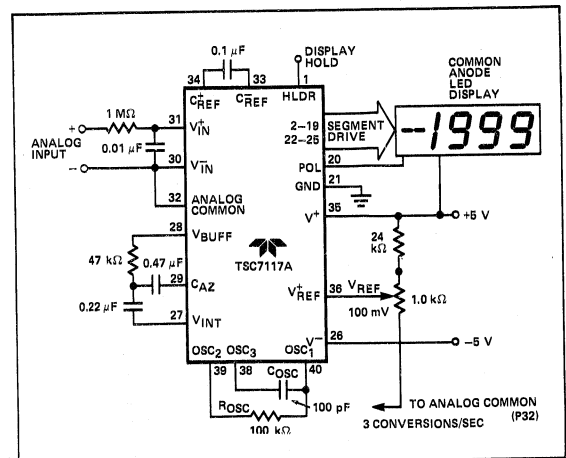 0.1 μF
DISPLAY HOLD
COMMON ANODE LED DISPLAY
34
33
1
C+REF
C-REF
HLDR
-1999
1 MΩ
31
V+IN
2–19
22–25
SEGMENT DRIVE
+
ANALOG INPUT
–
0.01 μF
30
V-IN
POL
20
GND
21
32
ANALOG COMMON
V+
35
+5 V
28
VBUFF
24 kΩ
47 kΩ
0.47 μF
29
CAZ
TSC7117A
V+REF
36
VREF
100 mV
1.0 kΩ
0.22 μF
27
VINT
V–
26
–5 V
OSC2
OSC3
OSC1
39
38
COSC
40
ROSC
100 pF
100 kΩ
TO ANALOG COMMON (P32)
3 CONVERSIONS/SEC